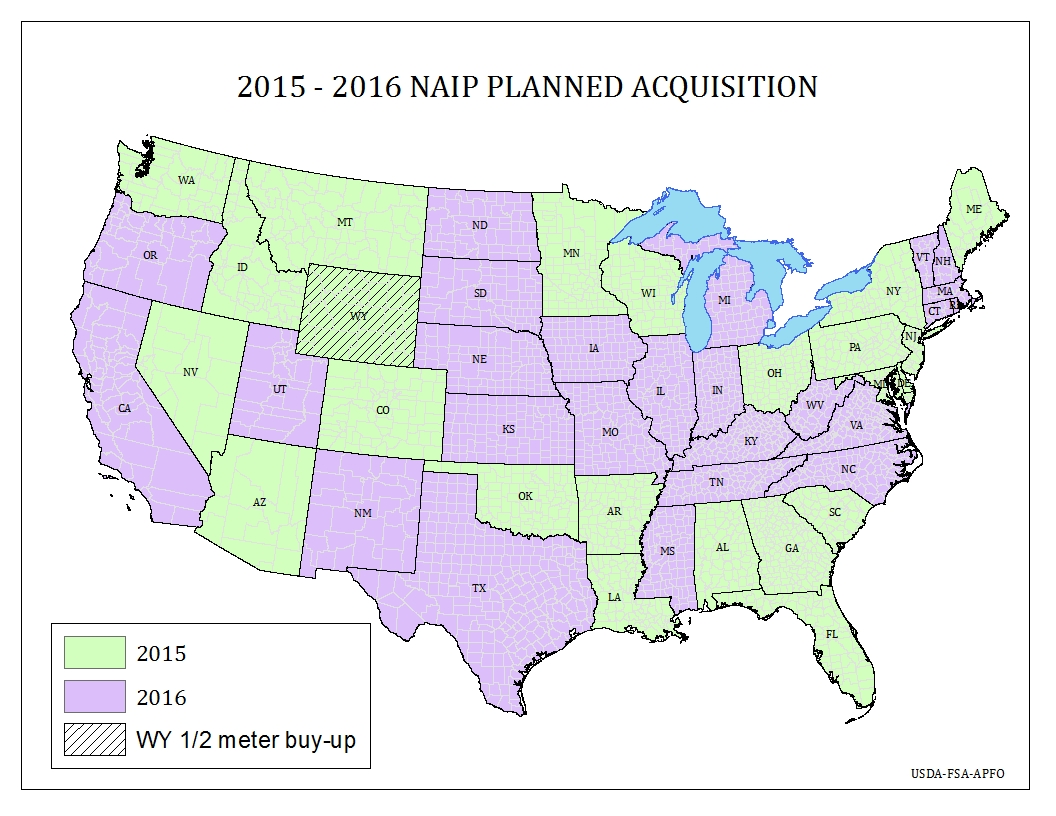 2015 - 2016 NAIP PLANNED ACQUISITION
WA
MT
ND
MN
ME
OR
ID
SD
WI
VT
NH
NY
MA
MI
WY
CT
NV
NE
IA
PA
NJ
UT
CO
IL
IN
OH
DE
CA
KS
MO
WV
VA
KY
NC
TN
AZ
NM
OK
AR
SC
MS
AL
GA
TX
LA
FL
2015
2016
WY 1/2 meter buy-up
USDA-FSA-APFO